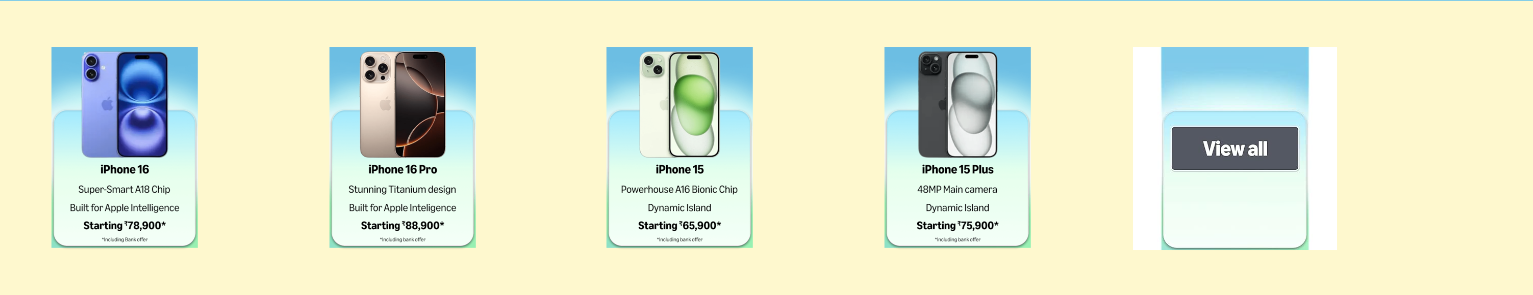 iPhone 16
Super-Smart A18 Chip
Built for Apple Intelligence
Starting ₹78,900*
*Including Bank offer
iPhone 16 Pro
Stunning Titanium design
Built for Apple Inteligence
Starting ₹88,900*
*Including bank offer
iPhone 15
Powerhouse A16 Bionic Chip
Dynamic Island
Starting ₹65,900*
*Including bank offer
iPhone 15 Plus
48MP Main camera
Dynamic Island
Starting ₹75,900*
*Including bank offer
View all